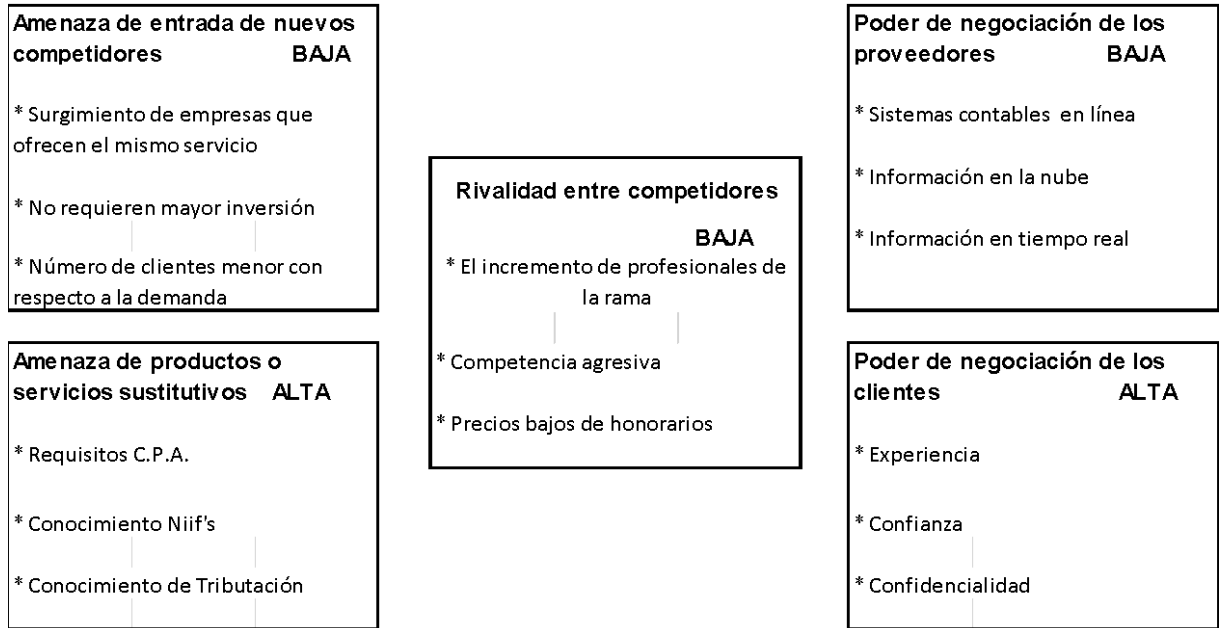 Amenaza de entrada de nuevos
competidores BAJA
* Surgimiento de empresas que
ofrecen el mismo servicio
* No requieren mayor inversión
* Número de clientes menor con
respecto a la demanda
Amenaza de productos o
servicios sustitutivos ALTA
* Requisitos C.P.A.
* Conocimiento Niif's
* Conocimiento de Tributación
Rivalidad entre competidores
BAJA
* El incremento de profesionales de
la rama
* Competencia agresiva
* Precios bajos de honorarios
Poder de negociación de los
proveedores BAJA
* Sistemas contables en línea
* Información en la nube
* Información en tiempo real
Poder de negociación de los
clientes ALTA
* Experiencia
* Confianza
* Confidencialidad